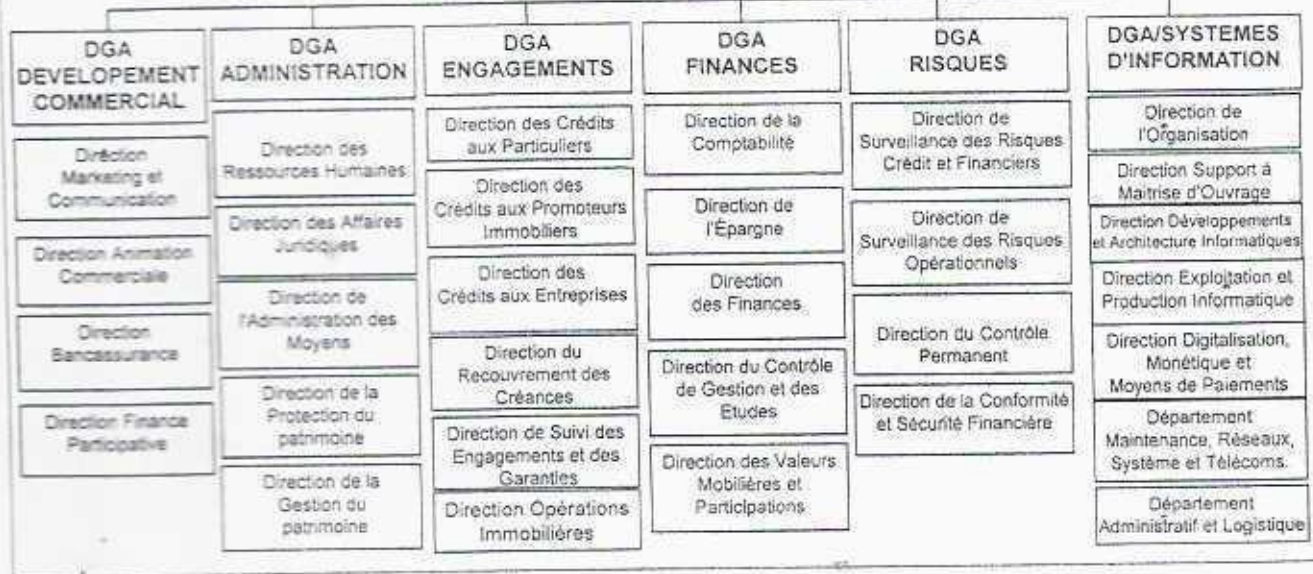 DGA
DEVELOPEMENT
COMMERCIAL
Direction
Marketing et
Communication
Direction Animation
Commerciale
Direction
Bancassurance
Direction Finance
Participative
DGA
ADMINISTRATION
Direction des
Ressources Humaines
Direction des Affaires
Juridiques
Direction de
l'Administration des
Moyens
Direction de la
Protection du
patrimoine
Direction de la
Gestion du
patrimoine
DGA
ENGAGEMENTS
Direction des Crédits
aux Particuliers
Direction des
Crédits aux Promoteurs
Immobiliers
Direction des
Crédits aux Entreprises
Direction du
Recouvrement des
Créances
Direction de Suivi des
Engagements et des
Garanties
Direction Opérations
Immobilières
DGA
FINANCES
Direction de la
Comptabilité
Direction de
l'Épargne
Direction
des Finances
Direction du Contrôle
de Gestion et des
Etudes
Direction des Valeurs
Mobilières et
Participations
DGA
RISQUES
Direction de
Surveillance des Risques
Crédit et Financiers
Direction de
Surveillance des Risques
Opérationnels
Direction du Contrôle
Permanent
Direction de la Conformité
et Sécurité Financière
DGA/SYSTEMES
D'INFORMATION
Direction de
l'Organisation
Direction Support à
Maitrise d'Ouvrage
Direction Développements
et Architecture Informatiques
Direction Exploitation et
Production Informatique
Direction Digitalisation,
Monétique et
Moyens de Paiements
Département
Maintenance, Réseaux,
Système et Télécoms.
Département
Administratif et Logistique